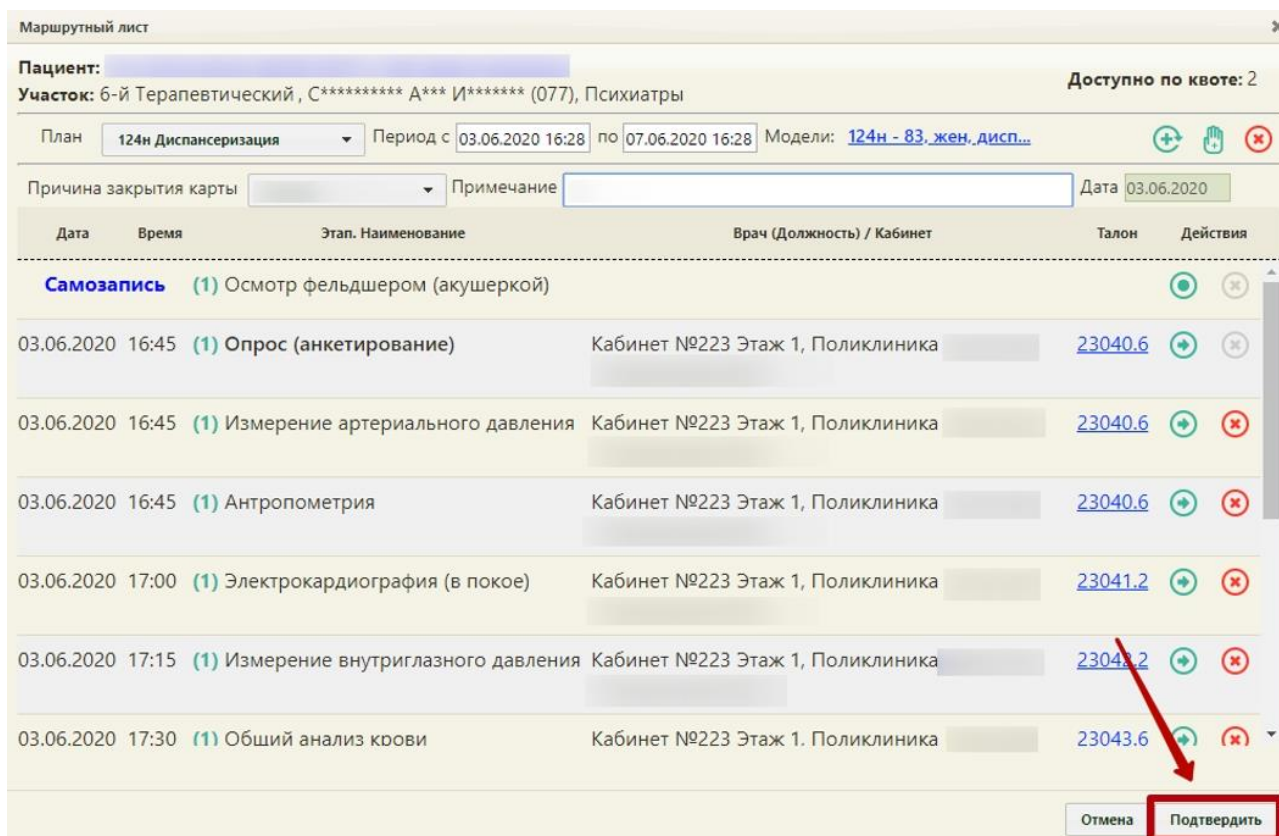 Маршрутный лист
Пациент:
Участок: 6-й Терапевтический , С********** А*** И******* (077), Психиатры
Доступно по квоте: 2
План 124н Диспансеризация Период с 03.06.2020 16:28 по 07.06.2020 16:28 Модели: 124н - 83, жен, дисп...
Причина закрытия карты Примечание Дата 03.06.2020
Дата Время Этап. Наименование Врач (Должность) / Кабинет Талон Действия
Самозапись (1) Осмотр фельдшером (акушеркой)
03.06.2020 16:45 (1) Опрос (анкетирование) Кабинет №223 Этаж 1, Поликлиника 23040.6
03.06.2020 16:45 (1) Измерение артериального давления Кабинет №223 Этаж 1, Поликлиника 23040.6
03.06.2020 16:45 (1) Антропометрия Кабинет №223 Этаж 1, Поликлиника 23040.6
03.06.2020 17:00 (1) Электрокардиография (в покое) Кабинет №223 Этаж 1, Поликлиника 23041.2
03.06.2020 17:15 (1) Измерение внутриглазного давления Кабинет №223 Этаж 1, Поликлиника 23042.2
03.06.2020 17:30 (1) Общий анализ крови Кабинет №223 Этаж 1, Поликлиника 23043.6
Отмена Подтвердить